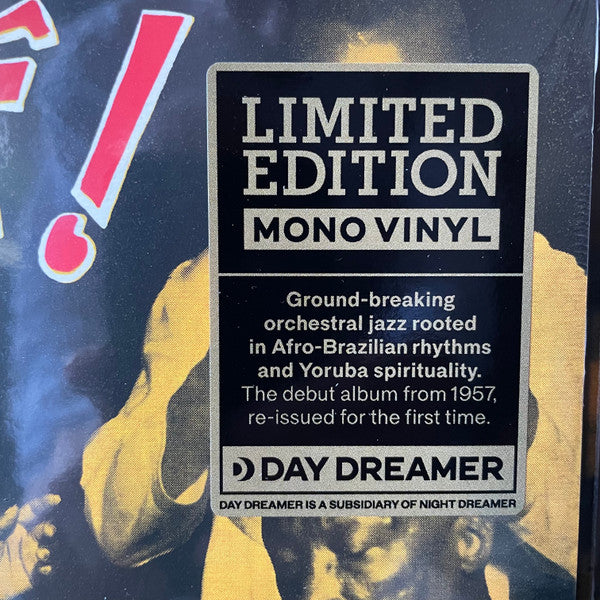 !
LIMITED
EDITION
MONO VINYL
Ground-breaking
orchestral jazz rooted
in Afro-Brazilian rhythms
and Yoruba spirituality.
The debut album from 1957,
re-issued for the first time.
DAY DREAMER
DAY DREAMER IS A SUBSIDIARY OF NIGHT DREAMER